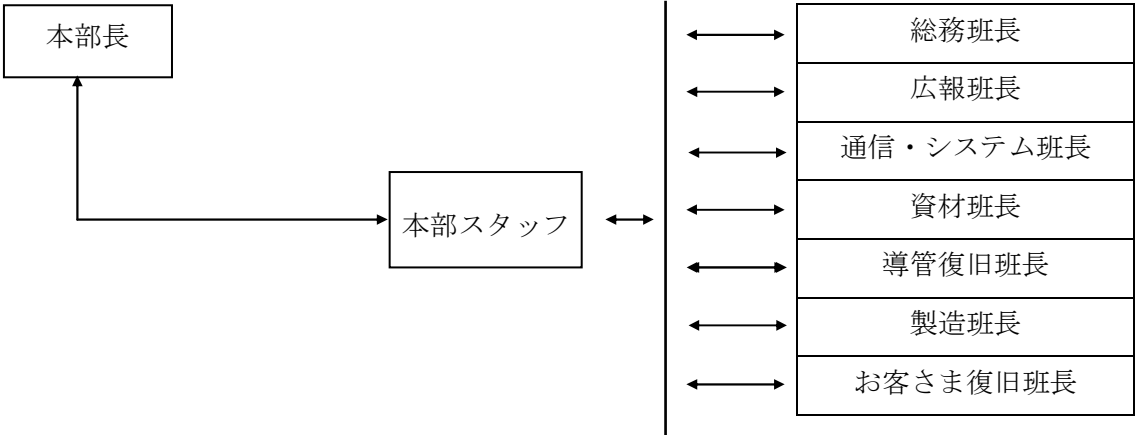 本部長
本部スタッフ
総務班長
広報班長
通信・システム班長
資材班長
導管復旧班長
製造班長
お客さま復旧班長